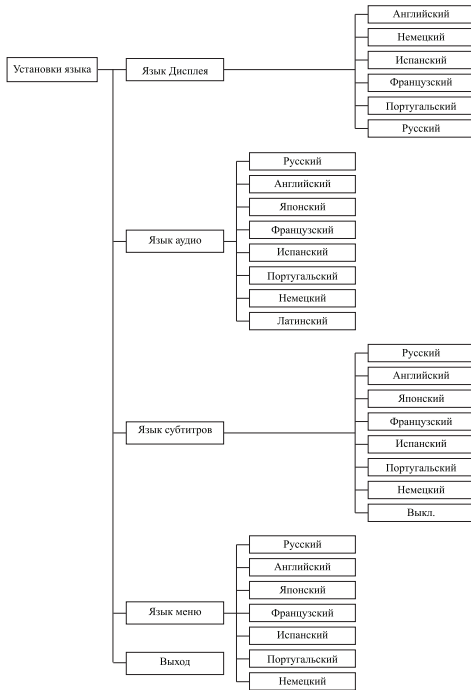 Установки языка
Язык Дисплея
Английский
Немецкий
Испанский
Французский
Португальский
Русский
Язык аудио
Русский
Английский
Японский
Французский
Испанский
Португальский
Немецкий
Латинский
Язык субтитров
Русский
Английский
Японский
Французский
Испанский
Португальский
Немецкий
Выкл.
Язык меню
Русский
Английский
Японский
Французский
Испанский
Португальский
Немецкий
Выход